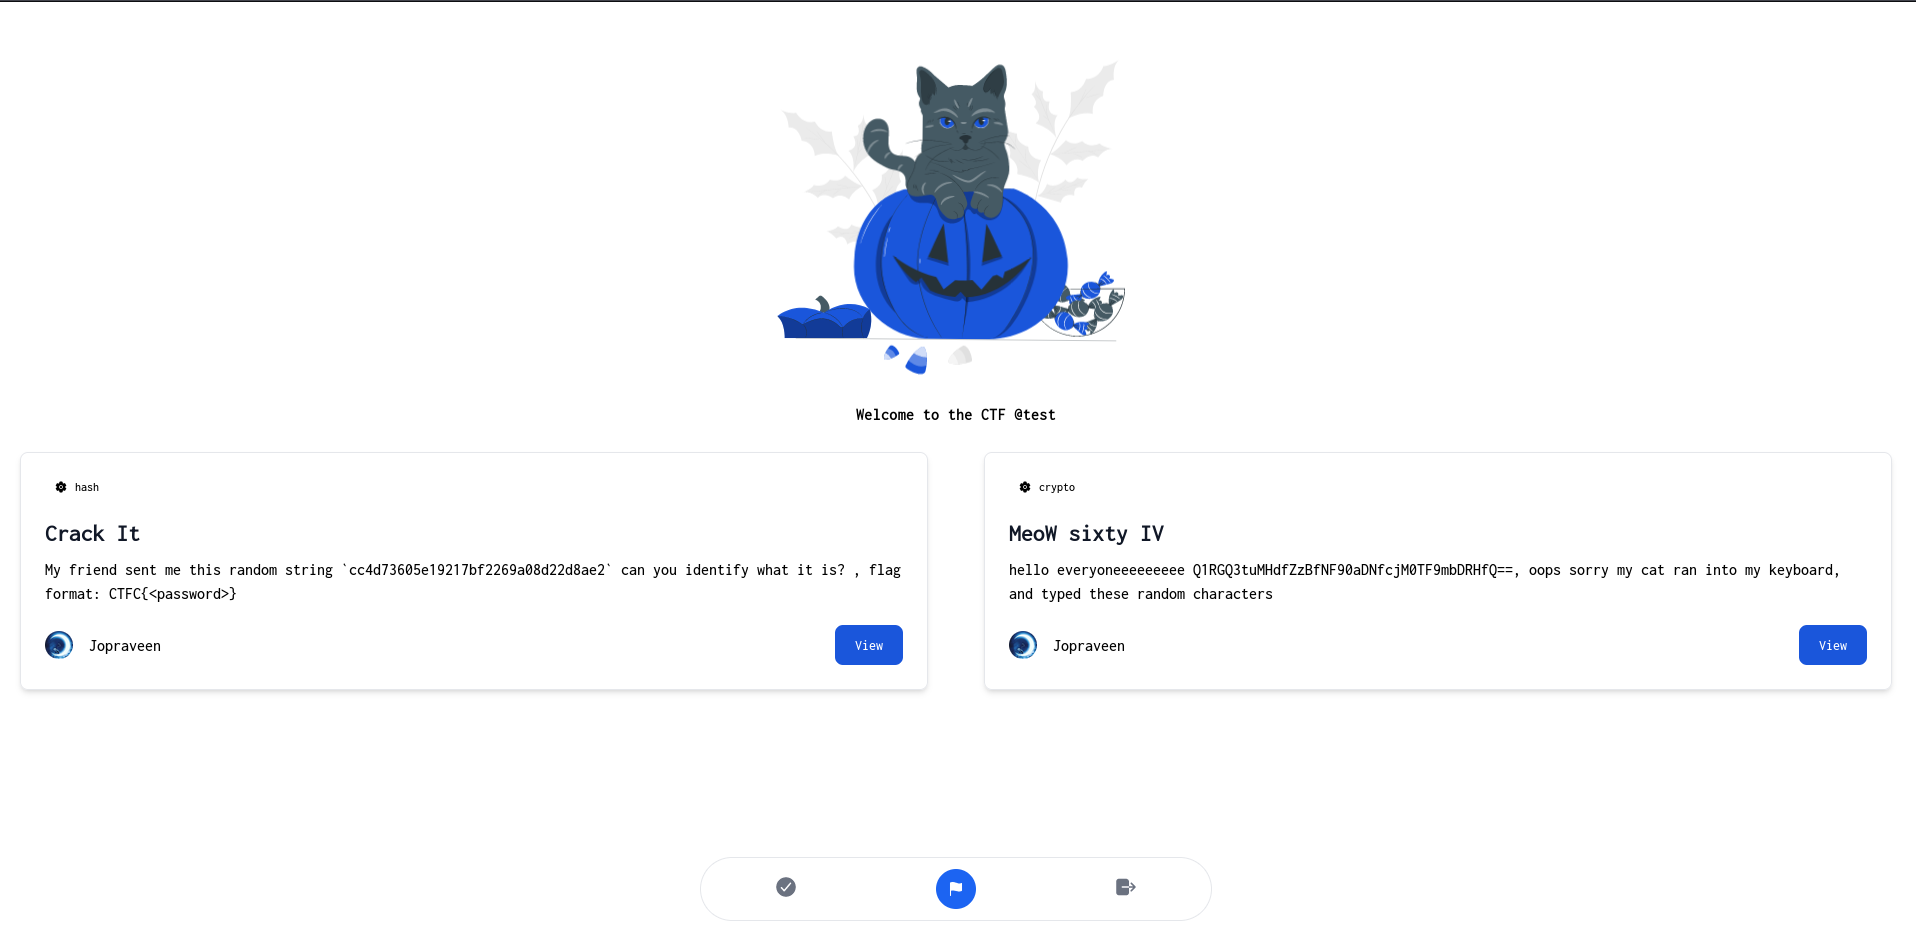 Welcome to the CTF @test
hash
Crack It
My friend sent me this random string `cc4d73605e19217bf2269a08d22d8ae2` can you identify what it is? , flag
format: CTFC{<password>}
Jopraveen
View
crypto
MeoW sixty IV
hello everyoneeeeeeeee Q1RGQ3tuMHdfZzBfNF90aDNfcjM0TF9mbDRHfQ==, oops sorry my cat ran into my keyboard,
and typed these random characters
Jopraveen
View